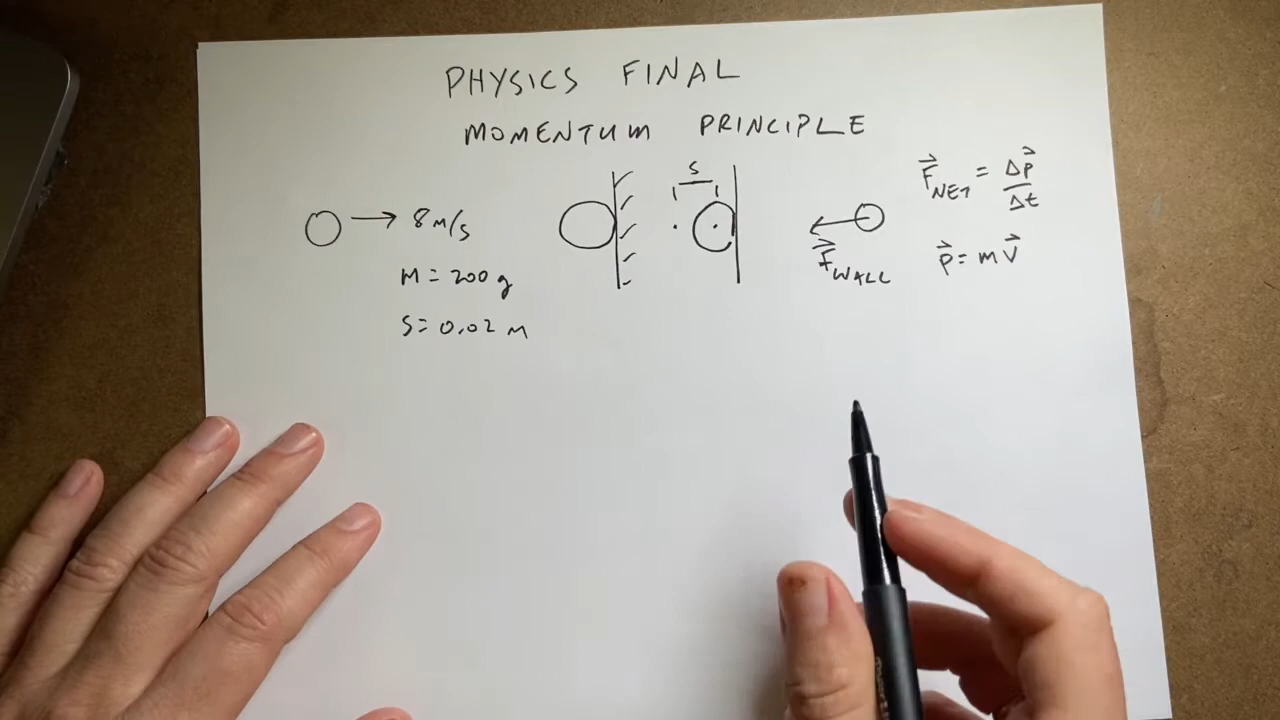 PHYSICS FINAL
MOMENTUM PRINCIPLE
8 M/S
M = 200 g
S = 0.02 M
S
F⃗WALL
F⃗NET = Δp⃗/Δt
p⃗ = mv⃗